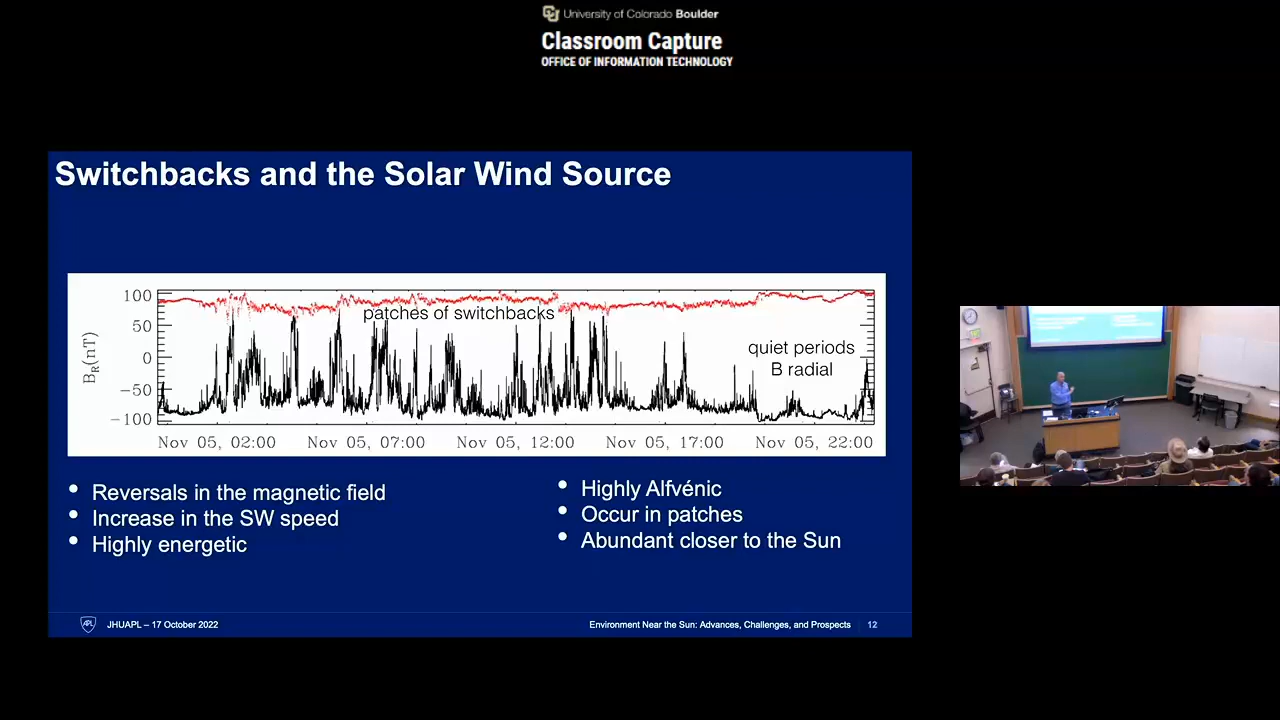 University of Colorado Boulder
Classroom Capture
OFFICE OF INFORMATION TECHNOLOGY
Switchbacks and the Solar Wind Source
100
50
0
−50
−100
B_R(nT)
patches of switchbacks
quiet periods
B radial
Nov 05, 02:00 Nov 05, 07:00 Nov 05, 12:00 Nov 05, 17:00 Nov 05, 22:00
• Reversals in the magnetic field
• Increase in the SW speed
• Highly energetic
• Highly Alfvénic
• Occur in patches
• Abundant closer to the Sun
APL JHUAPL – 17 October 2022
Environment Near the Sun: Advances, Challenges, and Prospects 12